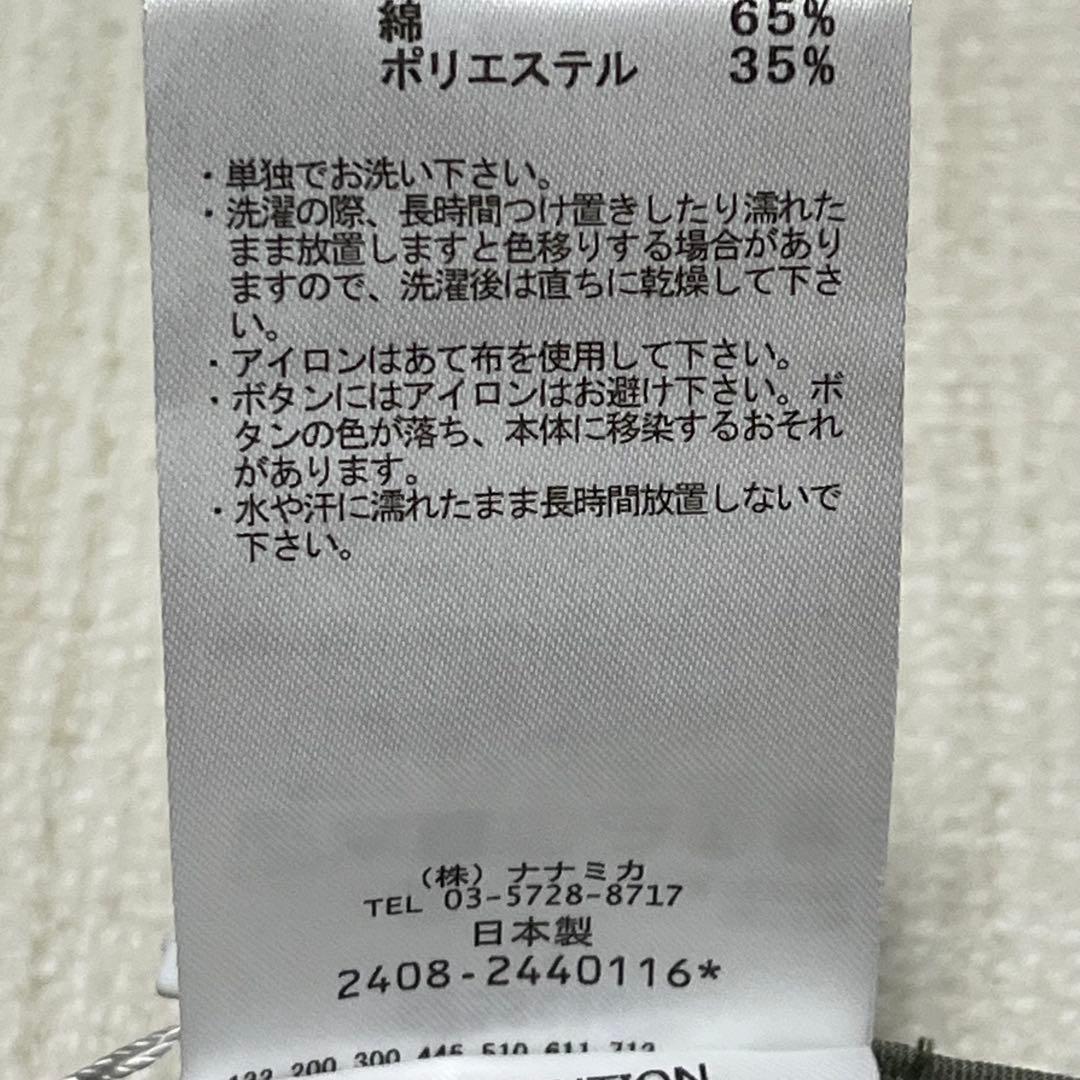 綿 65%
ポリエステル 35%
・単独でお洗い下さい。
・洗濯の際、長時間つけ置きしたり濡れた
まま放置しますと色移りする場合があり
ますので、洗濯後は直ちに乾燥して下さ
い。
・アイロンはあて布を使用して下さい。
・ボタンにはアイロンはお避け下さい。ボ
タンの色が落ち、本体に移染するおそれ
があります。
・水や汗に濡れたまま長時間放置しないで
下さい。
（株）ナナミカ
TEL 03-5728-8717
日本製
2408-2440116*
200 300 445 510 611